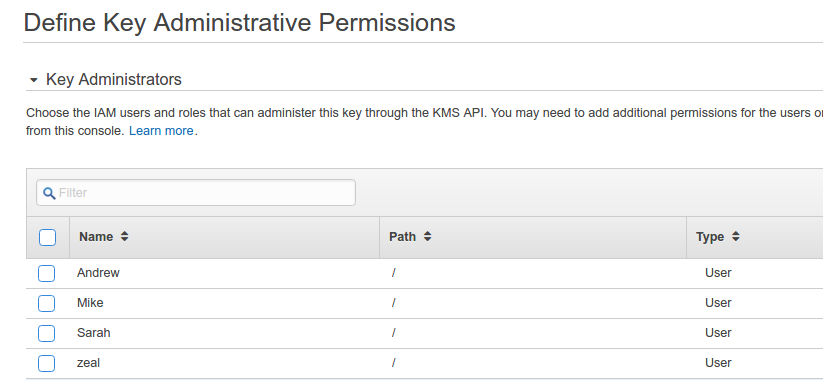 Define Key Administrative Permissions
Key Administrators
Choose the IAM users and roles that can administer this key through the KMS API. You may need to add additional permissions for the users
from this console. Learn more.
Filter
Name Path Type
Andrew / User
Mike / User
Sarah / User
zeal / User